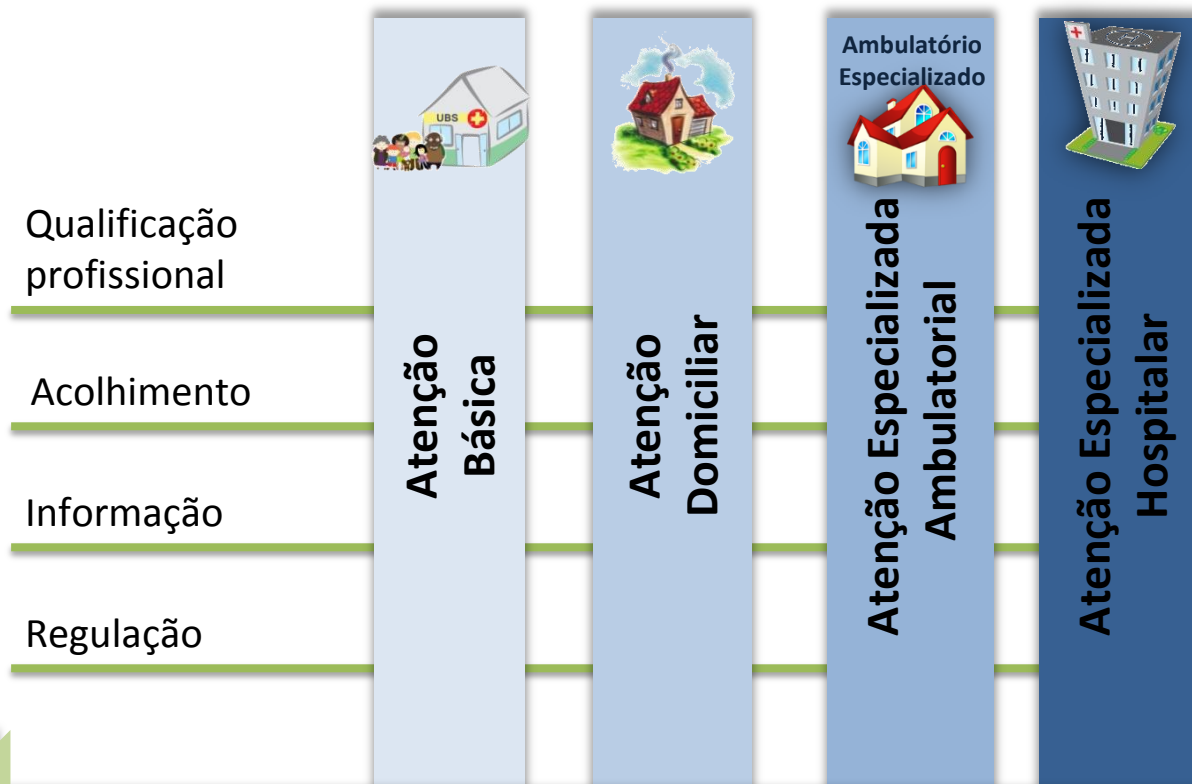 Ambulatório
Especializado
UBS
Qualificação
profissional
Acolhimento
Informação
Regulação
Atenção
Básica
Atenção
Domiciliar
Atenção Especializada
Ambulatorial
Atenção Especializada
Hospitalar
H